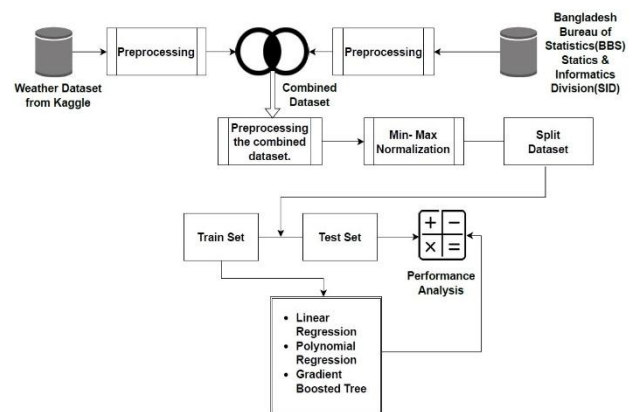 Weather Dataset
from Kaggle
Preprocessing
Combined
Dataset
Preprocessing
Bangladesh
Bureau of
Statistics(BBS)
Statics &
Informatics
Division(SID)
Preprocessing
the combined
dataset.
Min- Max
Normalization
Split
Dataset
Train Set
Test Set
+ −
× =
Performance
Analysis
• Linear
Regression
• Polynomial
Regression
• Gradient
Boosted Tree